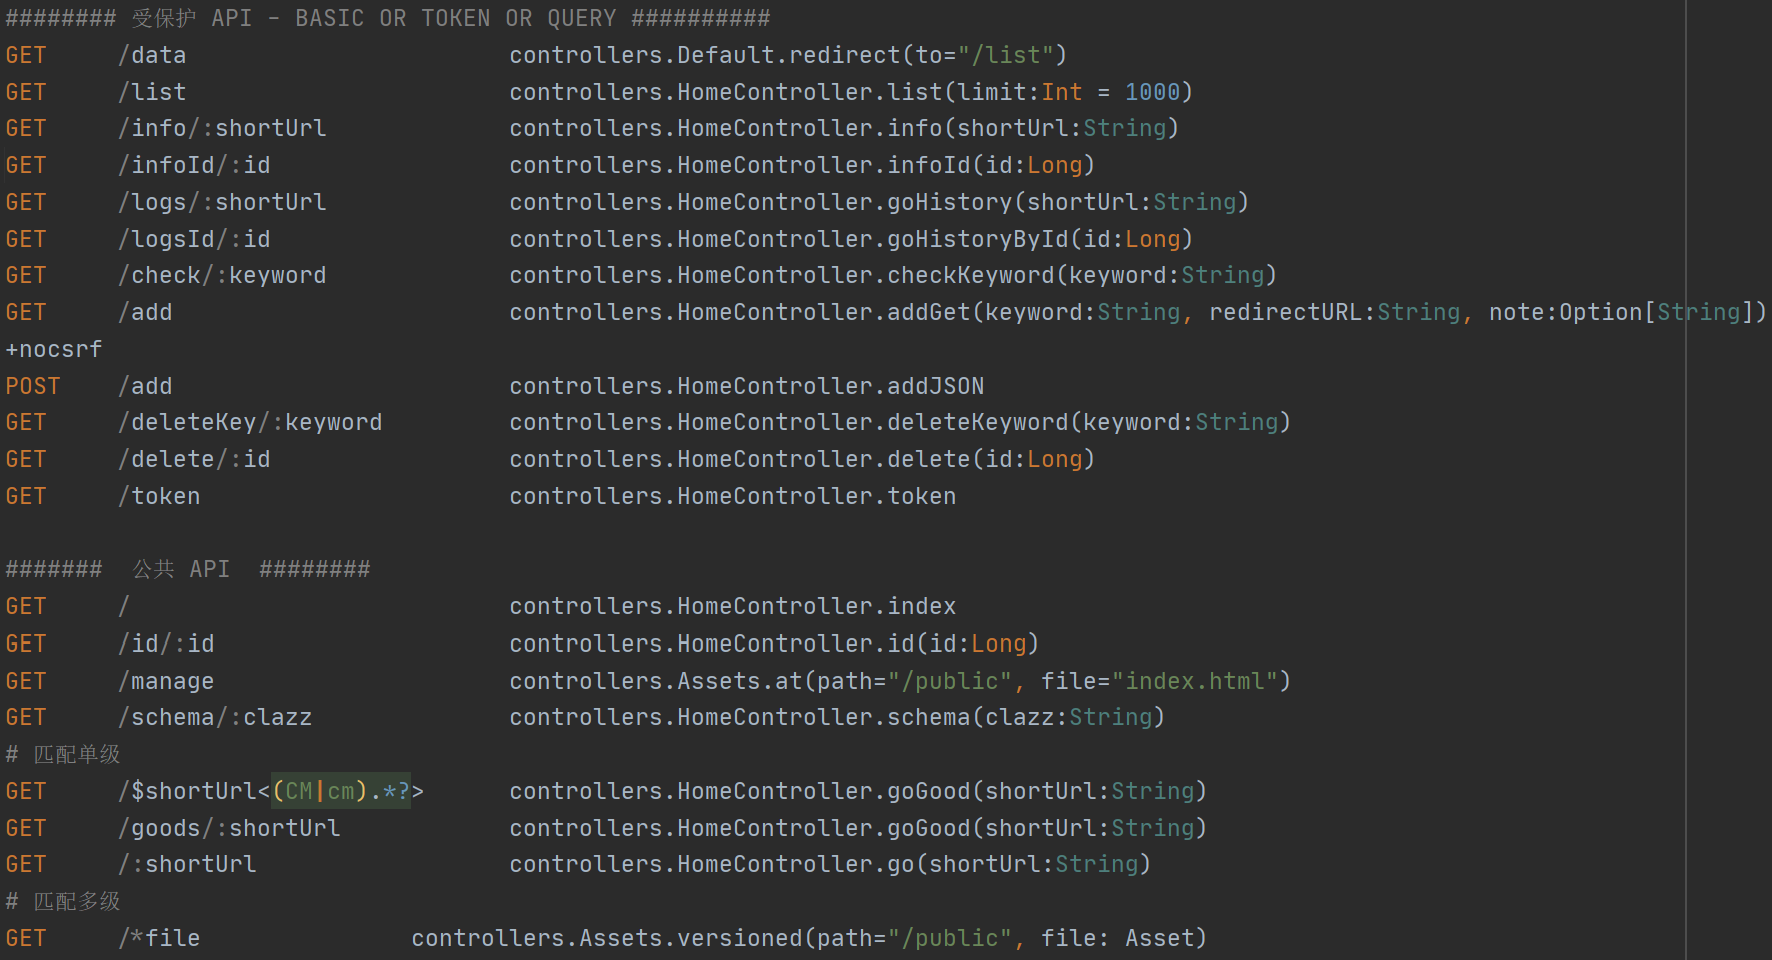 ######## 受保护 API - BASIC OR TOKEN OR QUERY ##########
GET /data controllers.Default.redirect(to="/list")
GET /list controllers.HomeController.list(limit:Int = 1000)
GET /info/:shortUrl controllers.HomeController.info(shortUrl:String)
GET /infoId/:id controllers.HomeController.infoId(id:Long)
GET /logs/:shortUrl controllers.HomeController.goHistory(shortUrl:String)
GET /logsId/:id controllers.HomeController.goHistoryById(id:Long)
GET /check/:keyword controllers.HomeController.checkKeyword(keyword:String)
GET /add controllers.HomeController.addGet(keyword:String, redirectURL:String, note:Option[String])
+nocsrf
POST /add controllers.HomeController.addJSON
GET /deleteKey/:keyword controllers.HomeController.deleteKeyword(keyword:String)
GET /delete/:id controllers.HomeController.delete(id:Long)
GET /token controllers.HomeController.token
####### 公共 API ########
GET / controllers.HomeController.index
GET /id/:id controllers.HomeController.id(id:Long)
GET /manage controllers.Assets.at(path="/public", file="index.html")
GET /schema/:clazz controllers.HomeController.schema(clazz:String)
# 匹配单级
GET /$shortUrl<(CM|cm).*?> controllers.HomeController.goGood(shortUrl:String)
GET /goods/:shortUrl controllers.HomeController.goGood(shortUrl:String)
GET /:shortUrl controllers.HomeController.go(shortUrl:String)
# 匹配多级
GET /*file controllers.Assets.versioned(path="/public", file: Asset)